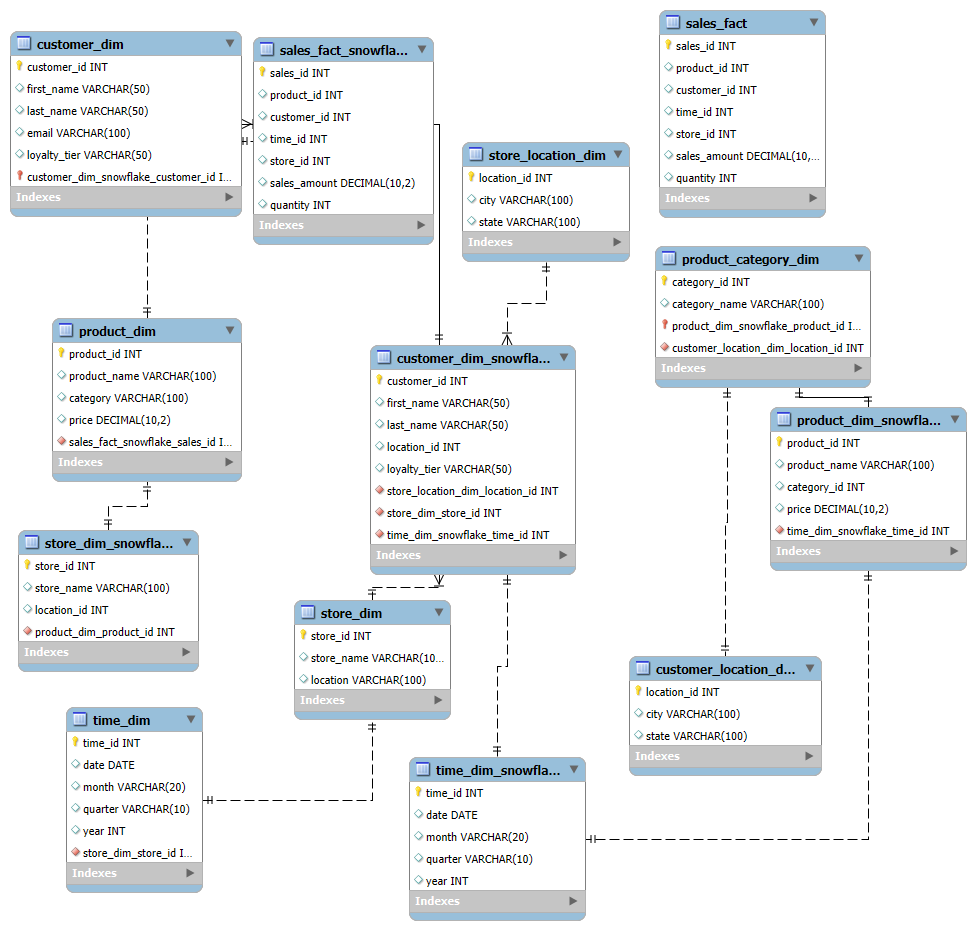 customer_dim
customer_id INT
first_name VARCHAR(50)
last_name VARCHAR(50)
email VARCHAR(100)
loyalty_tier VARCHAR(50)
customer_dim_snowflake_customer_id I...
Indexes
sales_fact_snowfla...
sales_id INT
product_id INT
customer_id INT
time_id INT
store_id INT
sales_amount DECIMAL(10,2)
quantity INT
Indexes
store_location_dim
location_id INT
city VARCHAR(100)
state VARCHAR(100)
Indexes
sales_fact
sales_id INT
product_id INT
customer_id INT
time_id INT
store_id INT
sales_amount DECIMAL(10,...
quantity INT
Indexes
product_category_dim
category_id INT
category_name VARCHAR(100)
product_dim_snowflake_product_id I...
customer_location_dim_location_id INT
Indexes
product_dim
product_id INT
product_name VARCHAR(100)
category VARCHAR(100)
price DECIMAL(10,2)
sales_fact_snowflake_sales_id I...
Indexes
customer_dim_snowfla...
customer_id INT
first_name VARCHAR(50)
last_name VARCHAR(50)
location_id INT
loyalty_tier VARCHAR(50)
store_location_dim_location_id INT
store_dim_store_id INT
time_dim_snowflake_time_id INT
Indexes
product_dim_snowfla...
product_id INT
product_name VARCHAR(100)
category_id INT
price DECIMAL(10,2)
time_dim_snowflake_time_id INT
Indexes
store_dim_snowfla...
store_id INT
store_name VARCHAR(100)
location_id INT
product_dim_product_id INT
Indexes
store_dim
store_id INT
store_name VARCHAR(10...
location VARCHAR(100)
Indexes
customer_location_d...
location_id INT
city VARCHAR(100)
state VARCHAR(100)
Indexes
time_dim
time_id INT
date DATE
month VARCHAR(20)
quarter VARCHAR(10)
year INT
store_dim_store_id I...
Indexes
time_dim_snowfla...
time_id INT
date DATE
month VARCHAR(20)
quarter VARCHAR(10)
year INT
Indexes